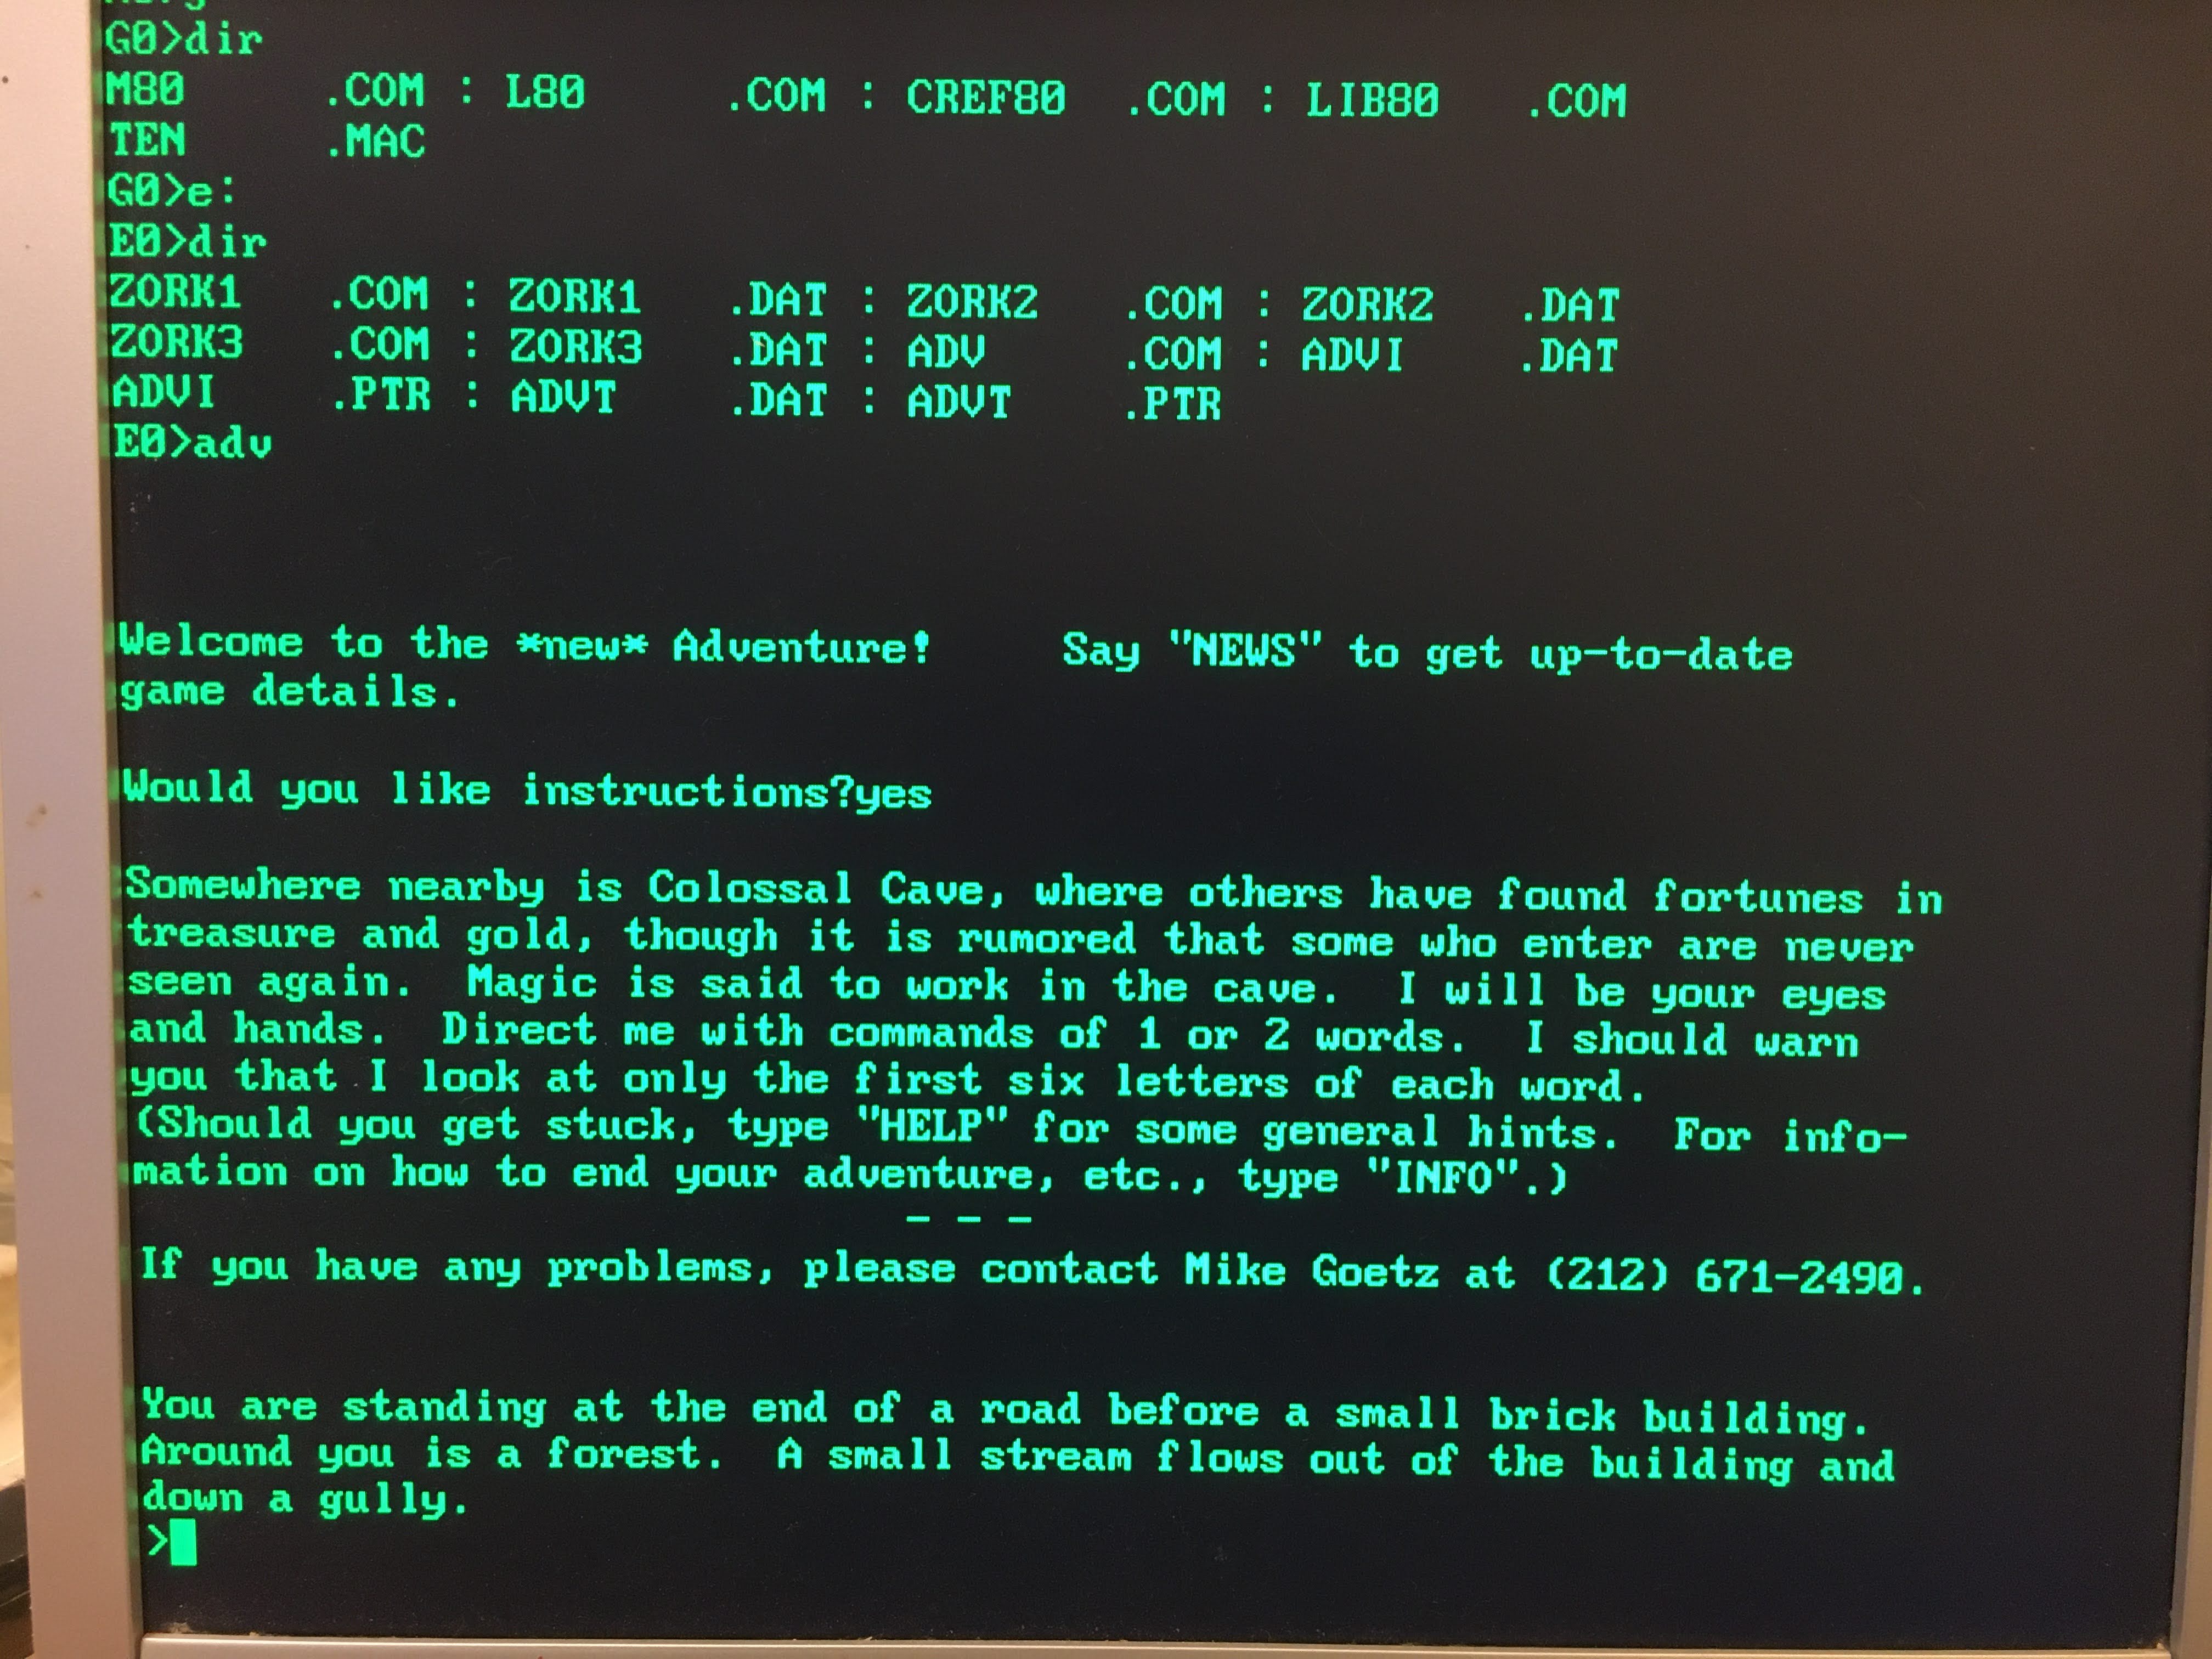 G0>dir
M80      .COM : L80      .COM : CREF80   .COM : LIB80    .COM
TEN      .MAC
G0>e:
E0>dir
ZORK1    .COM : ZORK1    .DAT : ZORK2    .COM : ZORK2    .DAT
ZORK3    .COM : ZORK3    .DAT : ADV      .COM : ADVI     .DAT
ADVI     .PTR : ADVT     .DAT : ADVT     .PTR
E0>adv
Welcome to the *new* Adventure!     Say "NEWS" to get up-to-date
game details.
Would you like instructions?yes
Somewhere nearby is Colossal Cave, where others have found fortunes in
treasure and gold, though it is rumored that some who enter are never
seen again.  Magic is said to work in the cave.  I will be your eyes
and hands.  Direct me with commands of 1 or 2 words.  I should warn
you that I look at only the first six letters of each word.
(Should you get stuck, type "HELP" for some general hints.  For info-
mation on how to end your adventure, etc., type "INFO".)
- - -
If you have any problems, please contact Mike Goetz at (212) 671-2490.
You are standing at the end of a road before a small brick building.
Around you is a forest.  A small stream flows out of the building and
down a gully.
>